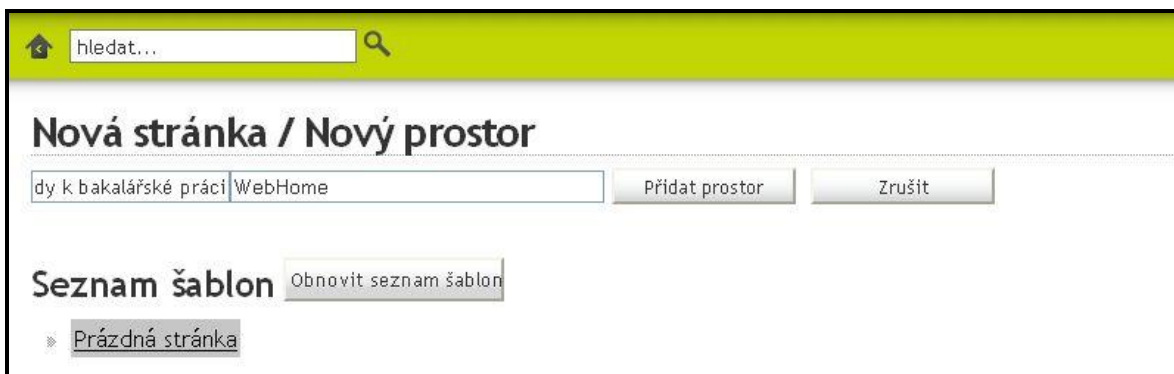 hledat...
Nová stránka / Nový prostor
dy k bakalářské práci WebHome Přidat prostor Zrušit
Seznam šablon Obnovit seznam šablon
Prázdná stránka